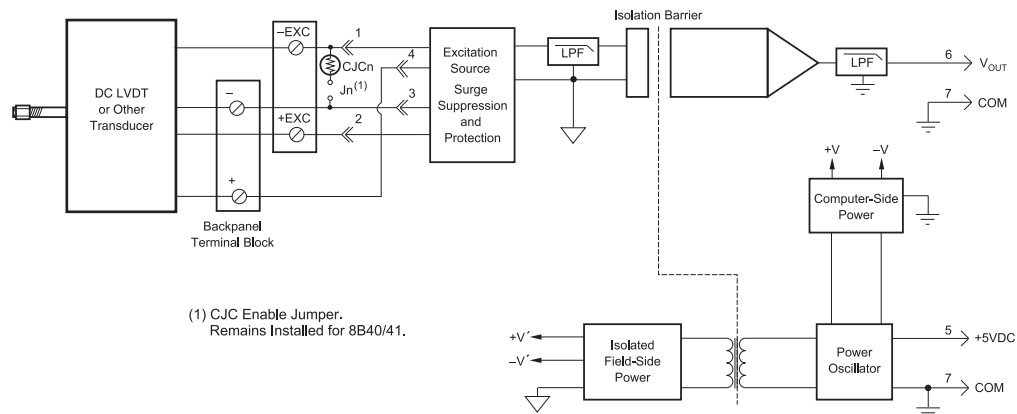 Isolation Barrier
DC LVDT
or Other
Transducer
–EXC
1
CJCn
Jn(1)
4
3
–
+EXC
2
+
Backpanel
Terminal Block
Excitation
Source
Surge
Suppression
and
Protection
LPF
LPF
6
VOUT
7
COM
+V
–V
Computer-Side
Power
(1) CJC Enable Jumper.
Remains Installed for 8B40/41.
+V´
–V´
Isolated
Field-Side
Power
Power
Oscillator
5
+5VDC
7
COM